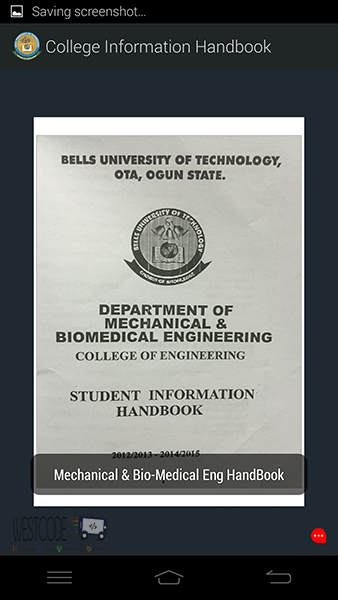 Saving screenshot...
College Information Handbook
BELLS UNIVERSITY OF TECHNOLOGY,
OTA, OGUN STATE.
BELLS UNIVERSITY OF TECHNOLOGY
DEPARTMENT OF
MECHANICAL &
BIOMEDICAL ENGINEERING
COLLEGE OF ENGINEERING
STUDENT INFORMATION
HANDBOOK
2012/2013 - 2014/2015
Mechanical & Bio-Medical Eng HandBook
WESTCODE